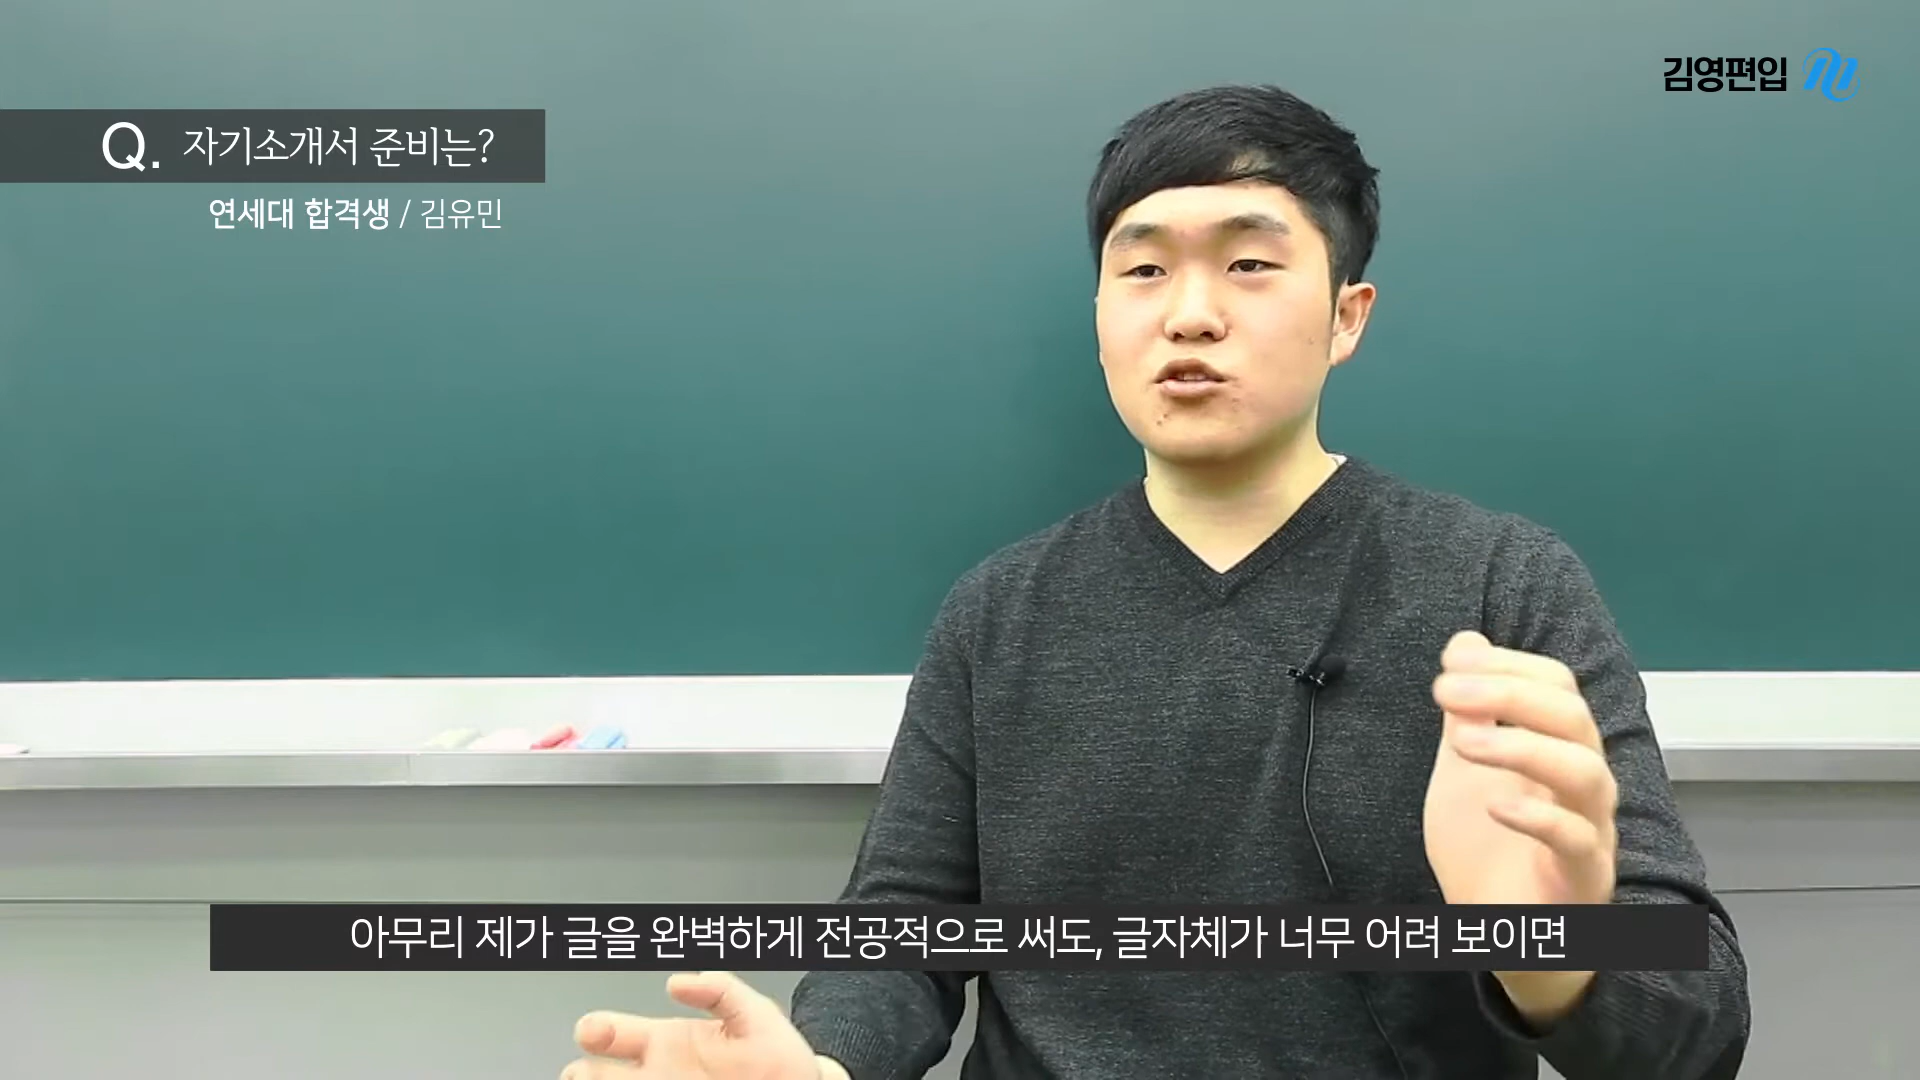 김영편입
Q. 자기소개서 준비는?
연세대 합격생 / 김유민
아무리 제가 글을 완벽하게 전공적으로 써도, 글자체가 너무 어려 보이면